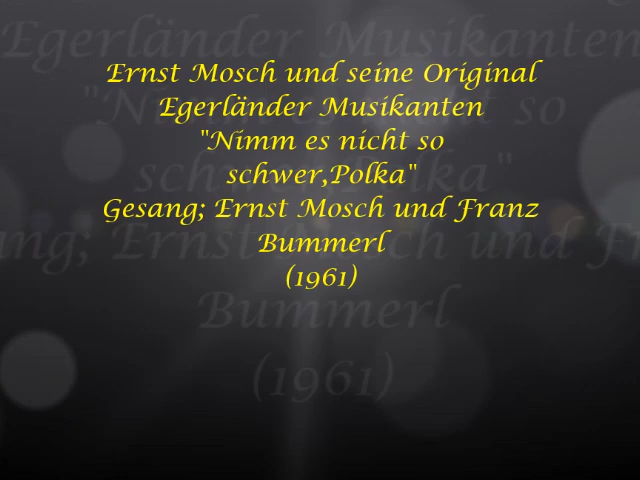 Ernst Mosch und seine Original
Egerländer Musikanten
"Nimm es nicht so
schwer,Polka"
Gesang; Ernst Mosch und Franz
Bummerl
(1961)